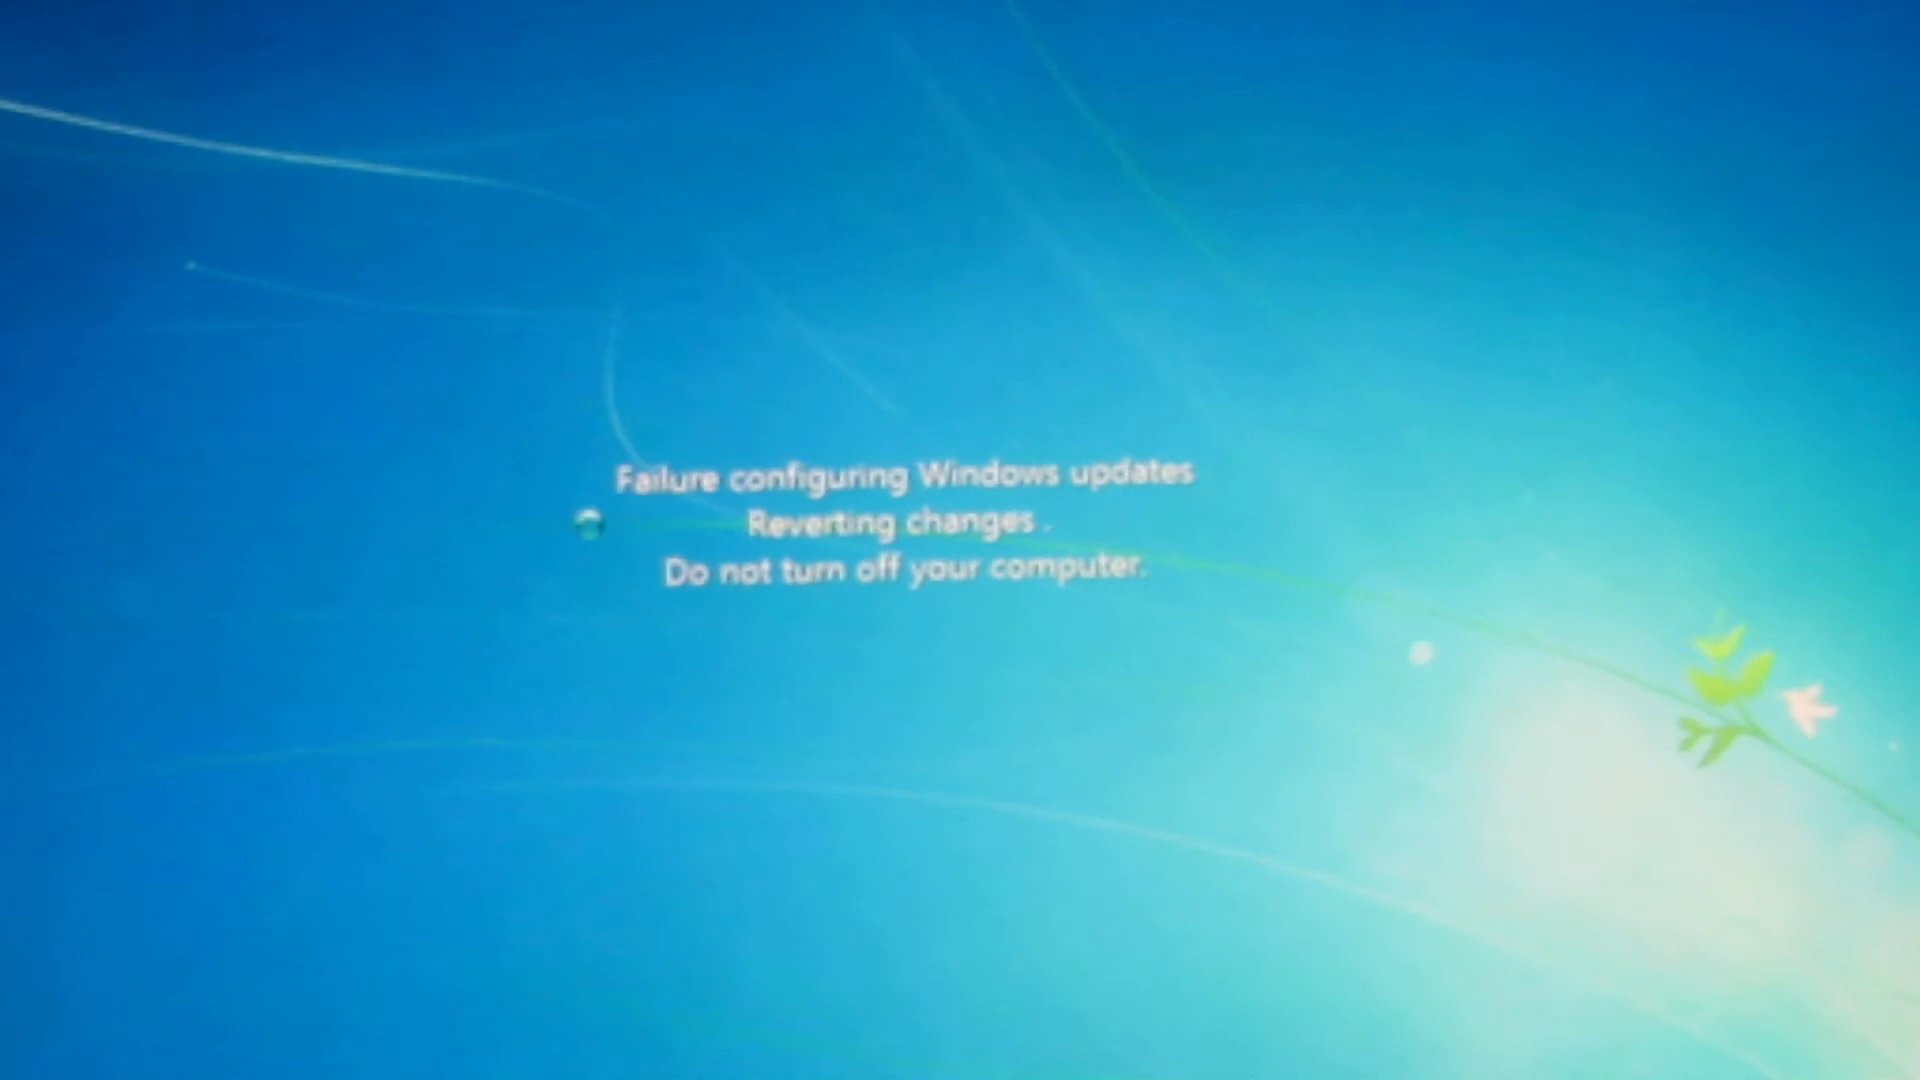 Failure configuring Windows updates
Reverting changes .
Do not turn off your computer.